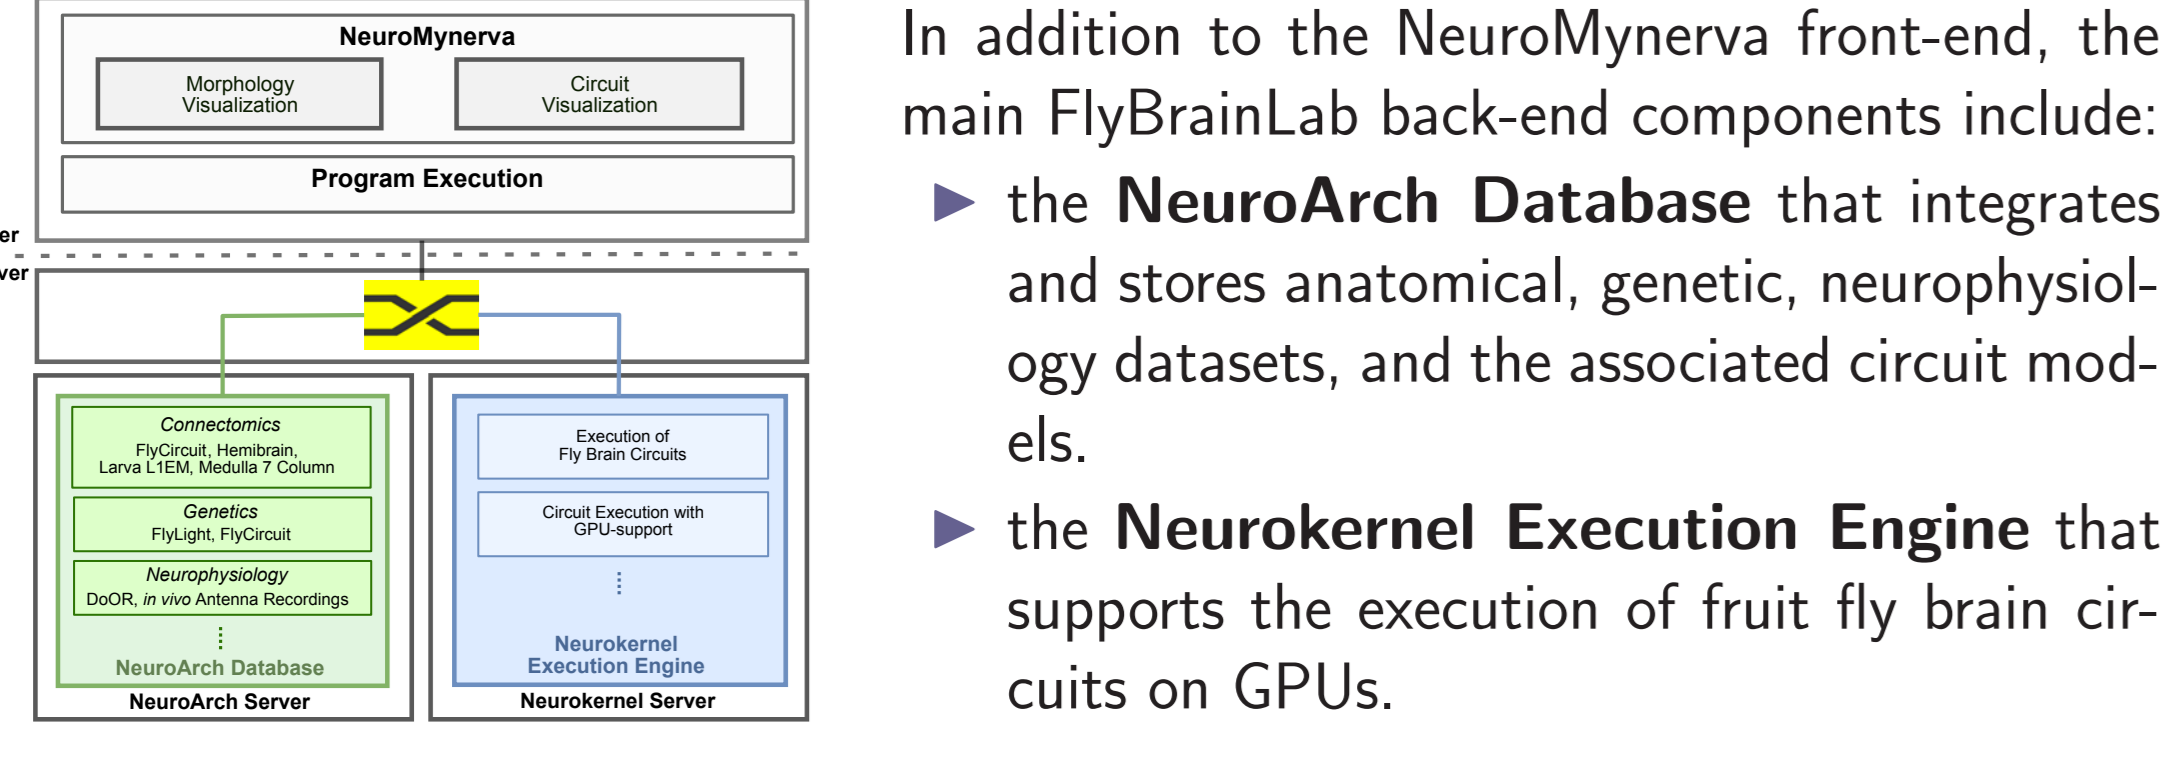 NeuroMynerva
Morphology
Visualization
Circuit
Visualization
Program Execution
er
ver
Connectomics
FlyCircuit, Hemibrain,
Larva L1EM, Medulla 7 Column
Genetics
FlyLight, FlyCircuit
Neurophysiology
DoOR, in vivo Antenna Recordings
NeuroArch Database
NeuroArch Server
Execution of
Fly Brain Circuits
Circuit Execution with
GPU-support
Neurokernel
Execution Engine
Neurokernel Server
In addition to the NeuroMynerva front-end, the
main FlyBrainLab back-end components include:
▶ the NeuroArch Database that integrates
and stores anatomical, genetic, neurophysiol-
ogy datasets, and the associated circuit mod-
els.
▶ the Neurokernel Execution Engine that
supports the execution of fruit fly brain cir-
cuits on GPUs.